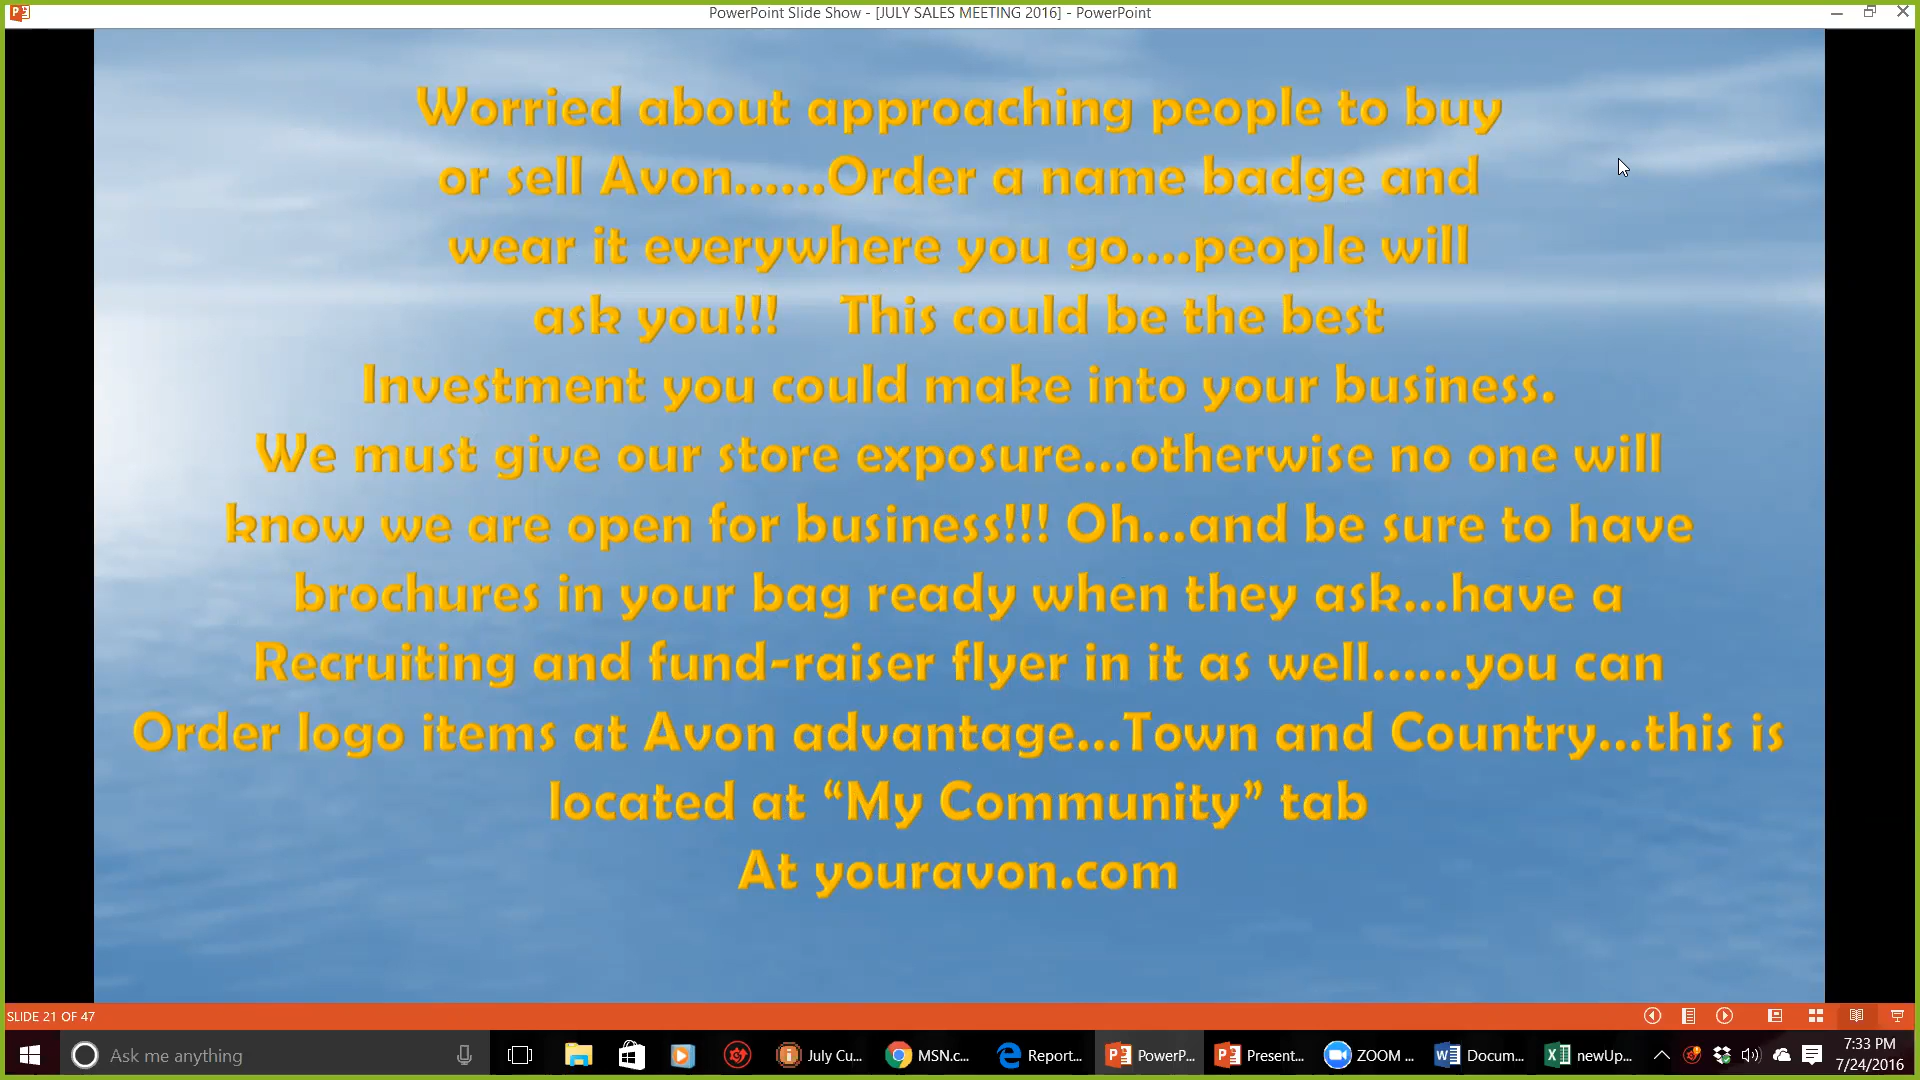 PowerPoint Slide Show - [JULY SALES MEETING 2016] - PowerPoint
Worried about approaching people to buy
or sell Avon......Order a name badge and
wear it everywhere you go....people will
ask you!!! This could be the best
Investment you could make into your business.
We must give our store exposure...otherwise no one will
know we are open for business!!! Oh...and be sure to have
brochures in your bag ready when they ask...have a
Recruiting and fund-raiser flyer in it as well......you can
Order logo items at Avon advantage...Town and Country...this is
located at “My Community” tab
At youravon.com
SLIDE 21 OF 47
Ask me anything
July Cu...
MSN.c...
Report...
PowerP...
Present...
ZOOM ...
Docum...
newUp...
7:33 PM
7/24/2016